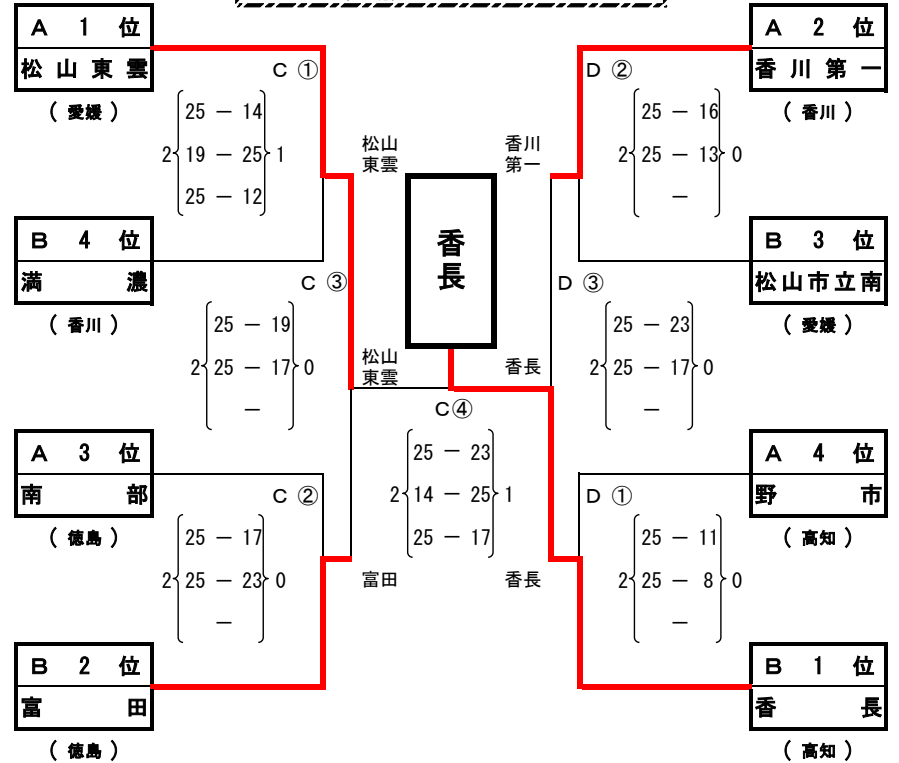 A 1 位
松山東雲
( 愛媛 )
C ①
25 － 14
2 19 － 25 1
25 － 12
B 4 位
満濃
( 香川 )
C ③
25 － 19
2 25 － 17 0
－
A 3 位
南部
( 徳島 )
C ②
25 － 17
2 25 － 23 0
－
B 2 位
富田
( 徳島 )
松山
東雲
香川
第一
香長
松山
東雲
香長
C④
25 － 23
2 14 － 25 1
25 － 17
富田
香長
A 2 位
香川第一
( 香川 )
D ②
25 － 16
2 25 － 13 0
－
B 3 位
松山市立南
( 愛媛 )
D ③
25 － 23
2 25 － 17 0
－
A 4 位
野市
( 高知 )
D ①
25 － 11
2 25 － 8 0
－
B 1 位
香長
( 高知 )